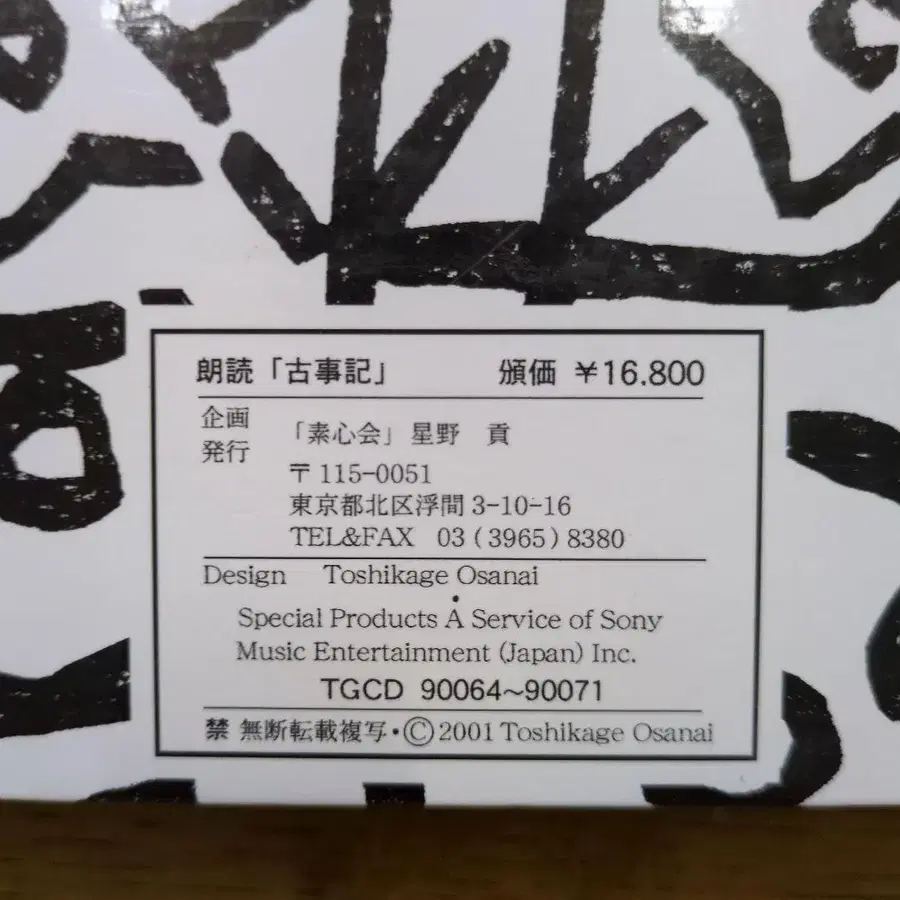 朗読「古事記」 頒価 ¥16.800
企画
発行
「素心会」 星野 貢
〒115-0051
東京都北区浮間3-10-16
TEL&FAX 03(3965)8380
Design Toshikage Osanai
•
Special Products A Service of Sony
Music Entertainment (Japan) Inc.
TGCD 90064~90071
禁 無断転載複写・©2001 Toshikage Osanai